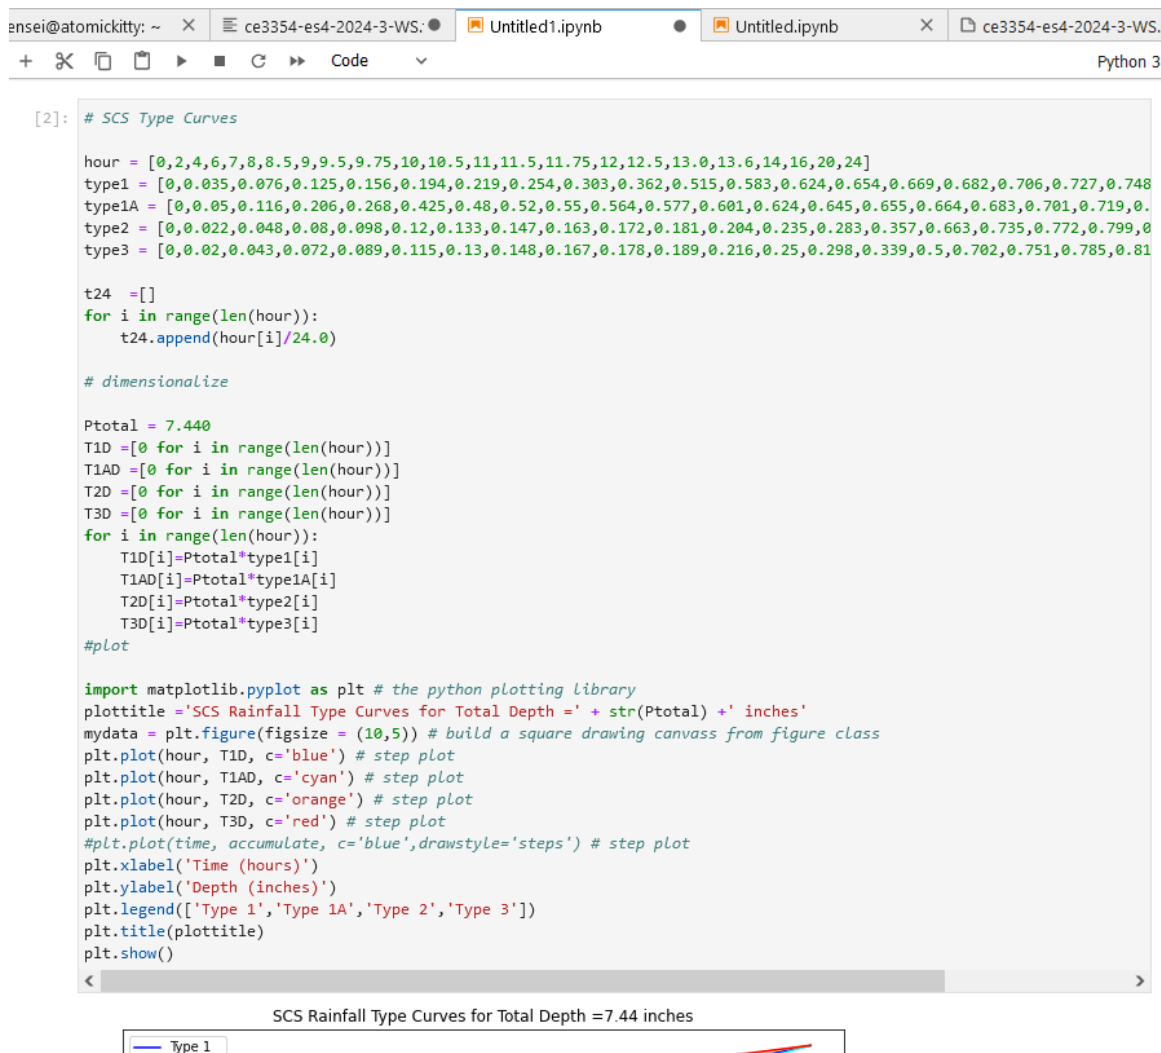 ensei@atomickitty: ~ × ce3354-es4-2024-3-WS. Untitled1.ipynb Untitled.ipynb × ce3354-es4-2024-3-WS.
Code Python 3
[2]: # SCS Type Curves
hour = [0,2,4,6,7,8,8.5,9,9.5,9.75,10,10.5,11,11.5,11.75,12,12.5,13.0,13.6,14,16,20,24]
type1 = [0,0.035,0.076,0.125,0.156,0.194,0.219,0.254,0.303,0.362,0.515,0.583,0.624,0.654,0.669,0.682,0.706,0.727,0.748
type1A = [0,0.05,0.116,0.206,0.268,0.425,0.48,0.52,0.55,0.564,0.577,0.601,0.624,0.645,0.655,0.664,0.683,0.701,0.719,0.
type2 = [0,0.022,0.048,0.08,0.098,0.12,0.133,0.147,0.163,0.172,0.181,0.204,0.235,0.283,0.357,0.663,0.735,0.772,0.799,0
type3 = [0,0.02,0.043,0.072,0.089,0.115,0.13,0.148,0.167,0.178,0.189,0.216,0.25,0.298,0.339,0.5,0.702,0.751,0.785,0.81
t24  =[]
for i in range(len(hour)):
    t24.append(hour[i]/24.0)
# dimensionalize
Ptotal = 7.440
T1D =[0 for i in range(len(hour))]
T1AD =[0 for i in range(len(hour))]
T2D =[0 for i in range(len(hour))]
T3D =[0 for i in range(len(hour))]
for i in range(len(hour)):
    T1D[i]=Ptotal*type1[i]
    T1AD[i]=Ptotal*type1A[i]
    T2D[i]=Ptotal*type2[i]
    T3D[i]=Ptotal*type3[i]
#plot
import matplotlib.pyplot as plt # the python plotting library
plottitle ='SCS Rainfall Type Curves for Total Depth =' + str(Ptotal) +' inches'
mydata = plt.figure(figsize = (10,5)) # build a square drawing canvass from figure class
plt.plot(hour, T1D, c='blue') # step plot
plt.plot(hour, T1AD, c='cyan') # step plot
plt.plot(hour, T2D, c='orange') # step plot
plt.plot(hour, T3D, c='red') # step plot
#plt.plot(time, accumulate, c='blue',drawstyle='steps') # step plot
plt.xlabel('Time (hours)')
plt.ylabel('Depth (inches)')
plt.legend(['Type 1','Type 1A','Type 2','Type 3'])
plt.title(plottitle)
plt.show()
SCS Rainfall Type Curves for Total Depth =7.44 inches
Type 1